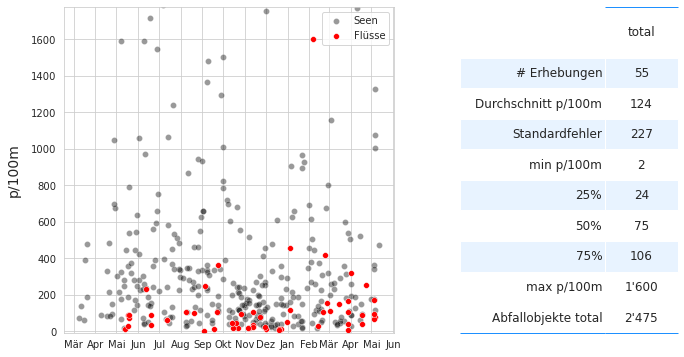 Seen
Flüsse
p/100m
1600
1400
1200
1000
800
600
400
200
0
Mär Apr Mai Jun Jul Aug Sep Okt Nov Dez Jan Feb Mär Apr Mai Jun
total
# Erhebungen 55
Durchschnitt p/100m 124
Standardfehler 227
min p/100m 2
25% 24
50% 75
75% 106
max p/100m 1'600
Abfallobjekte total 2'475